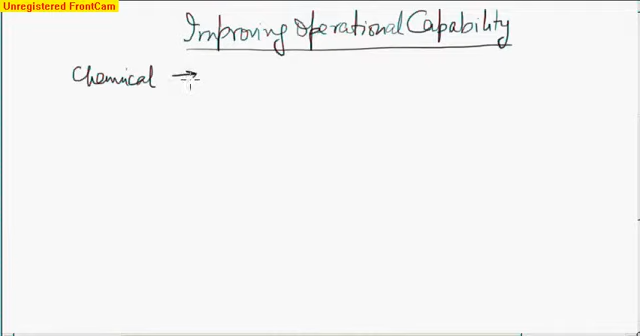 Unregistered FrontCam
Improving Operational Capability
Chemical →